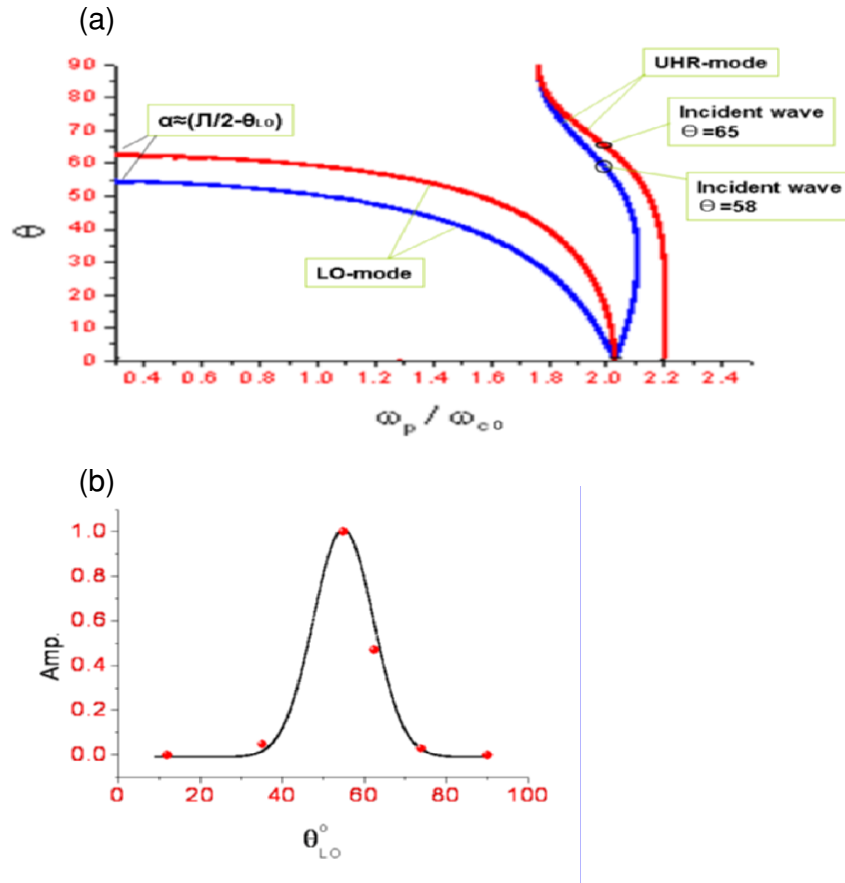 (a)
90
80
70
60
50
40
30
20
10
0
θ
α≈(Л/2-θLO)
UHR-mode
Incident wave
Θ =65
Incident wave
Θ =58
LO-mode
0.4 0.6 0.8 1.0 1.2 1.4 1.6 1.8 2.0 2.2 2.4
ω p / ω c0
(b)
1.0
0.8
0.6
0.4
0.2
0.0
Amp.
0 20 40 60 80 100
θ°LO